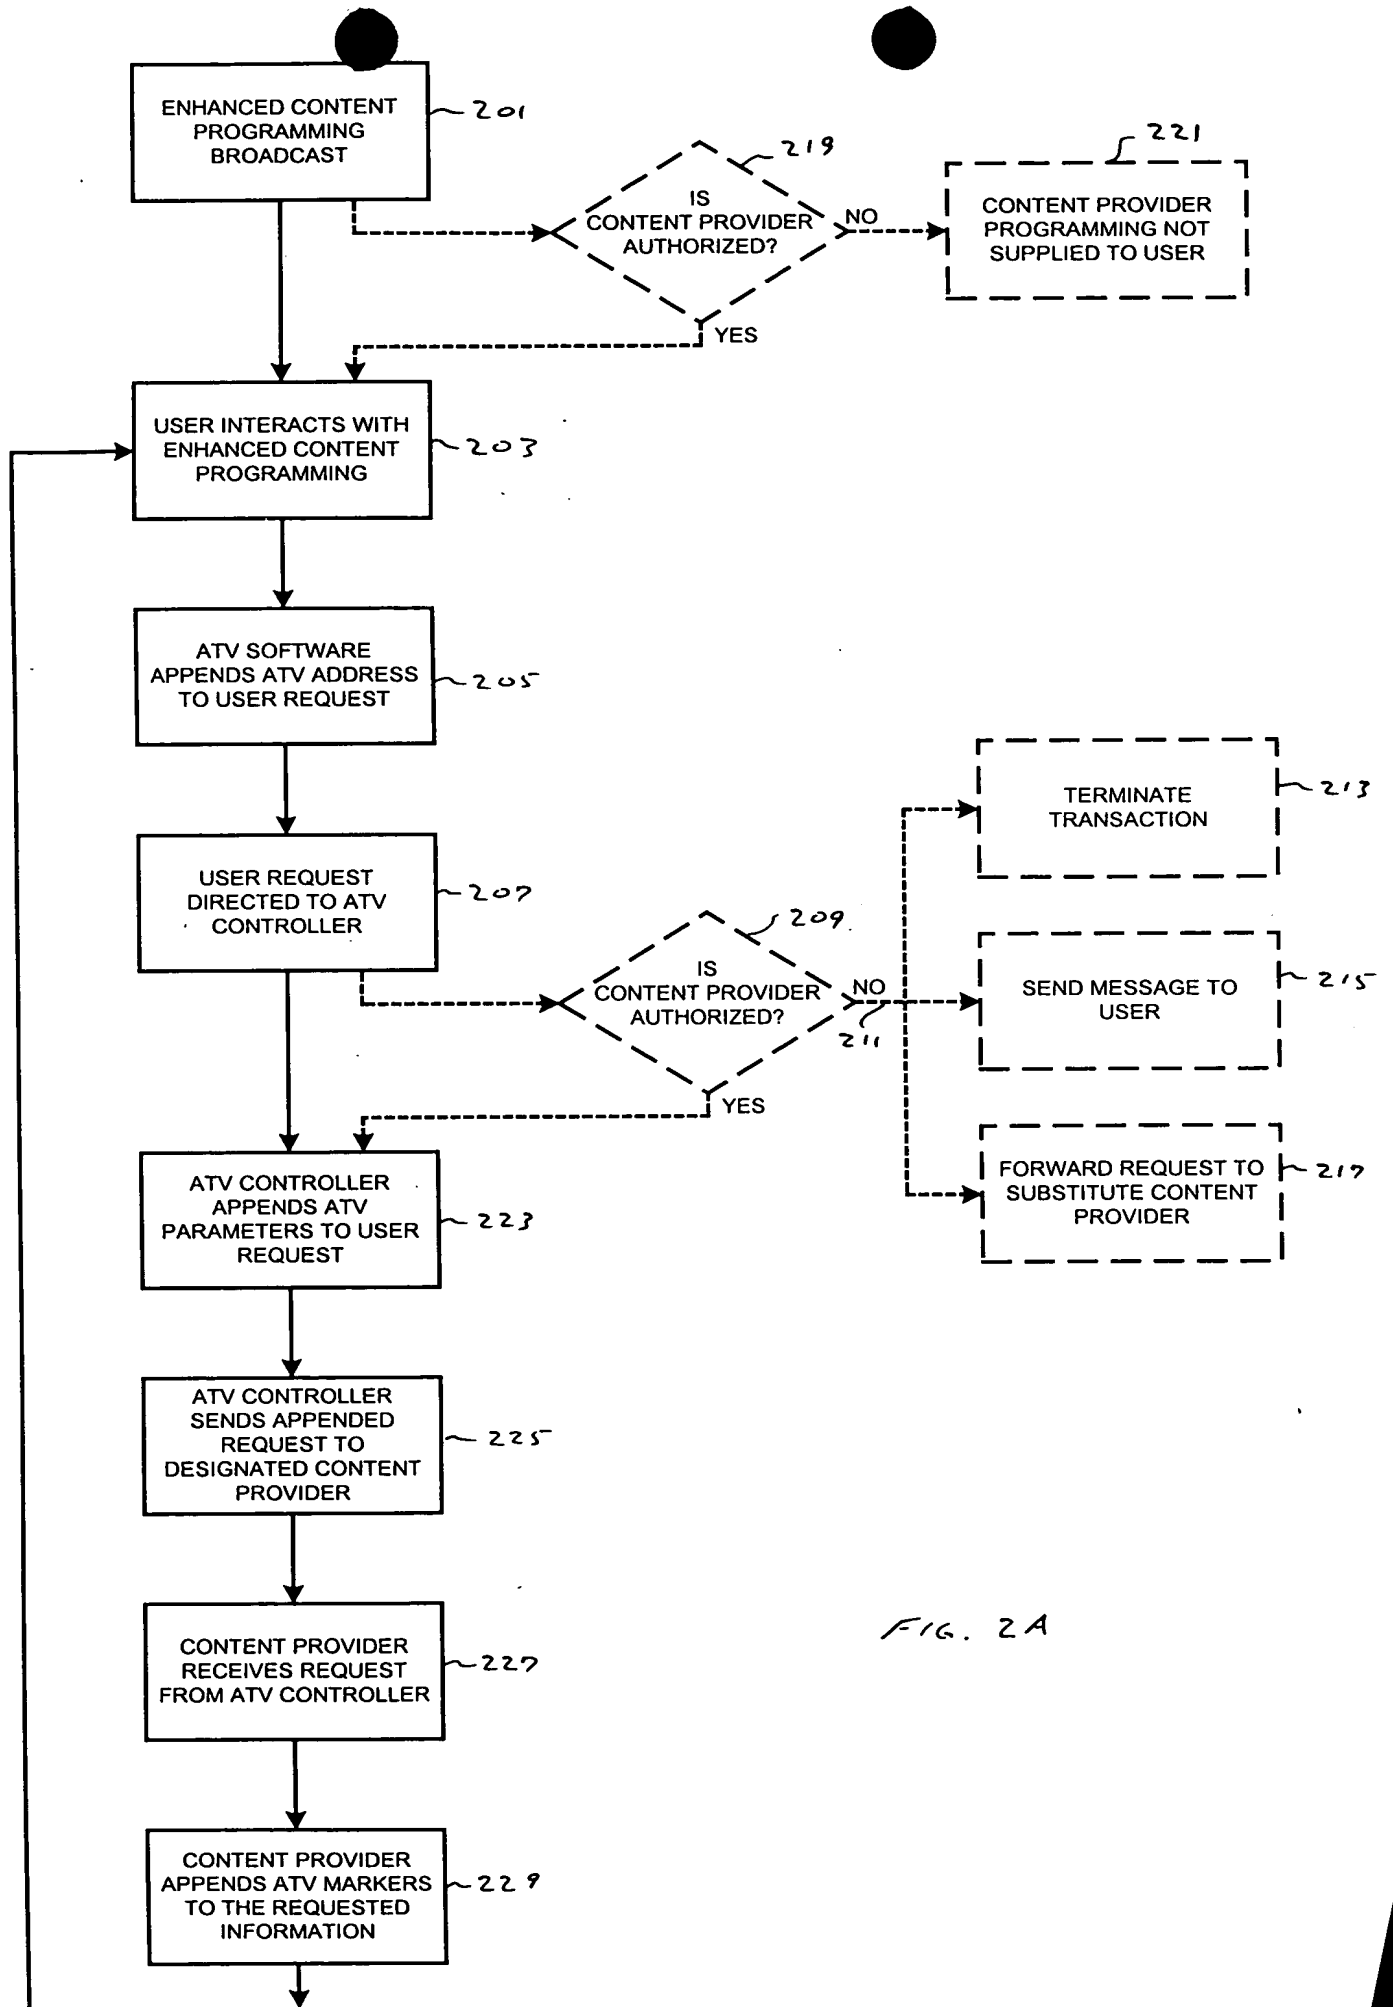 ENHANCED CONTENT
PROGRAMMING
BROADCAST
201
219
IS
CONTENT PROVIDER
AUTHORIZED?
NO
YES
221
CONTENT PROVIDER
PROGRAMMING NOT
SUPPLIED TO USER
USER INTERACTS WITH
ENHANCED CONTENT
PROGRAMMING
203
ATV SOFTWARE
APPENDS ATV ADDRESS
TO USER REQUEST
205
USER REQUEST
DIRECTED TO ATV
CONTROLLER
207
209
IS
CONTENT PROVIDER
AUTHORIZED?
NO
211
YES
TERMINATE
TRANSACTION
213
SEND MESSAGE TO
USER
215
FORWARD REQUEST TO
SUBSTITUTE CONTENT
PROVIDER
217
ATV CONTROLLER
APPENDS ATV
PARAMETERS TO USER
REQUEST
223
ATV CONTROLLER
SENDS APPENDED
REQUEST TO
DESIGNATED CONTENT
PROVIDER
225
CONTENT PROVIDER
RECEIVES REQUEST
FROM ATV CONTROLLER
227
FIG. 2A
CONTENT PROVIDER
APPENDS ATV MARKERS
TO THE REQUESTED
INFORMATION
229